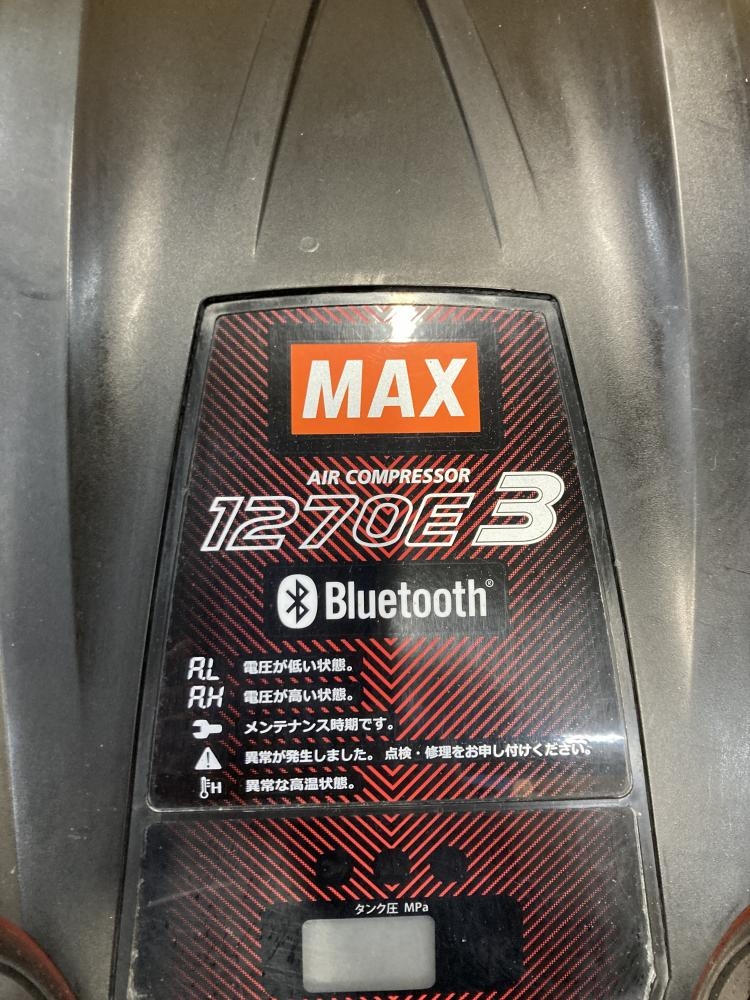 MAX
AIR COMPRESSOR
1270E3
Bluetooth®
A.L 電圧が低い状態。
A.H 電圧が高い状態。
メンテナンス時期です。
異常が発生しました。点検・修理をお申し付けください。
H 異常な高温状態。
タンク圧 MPa